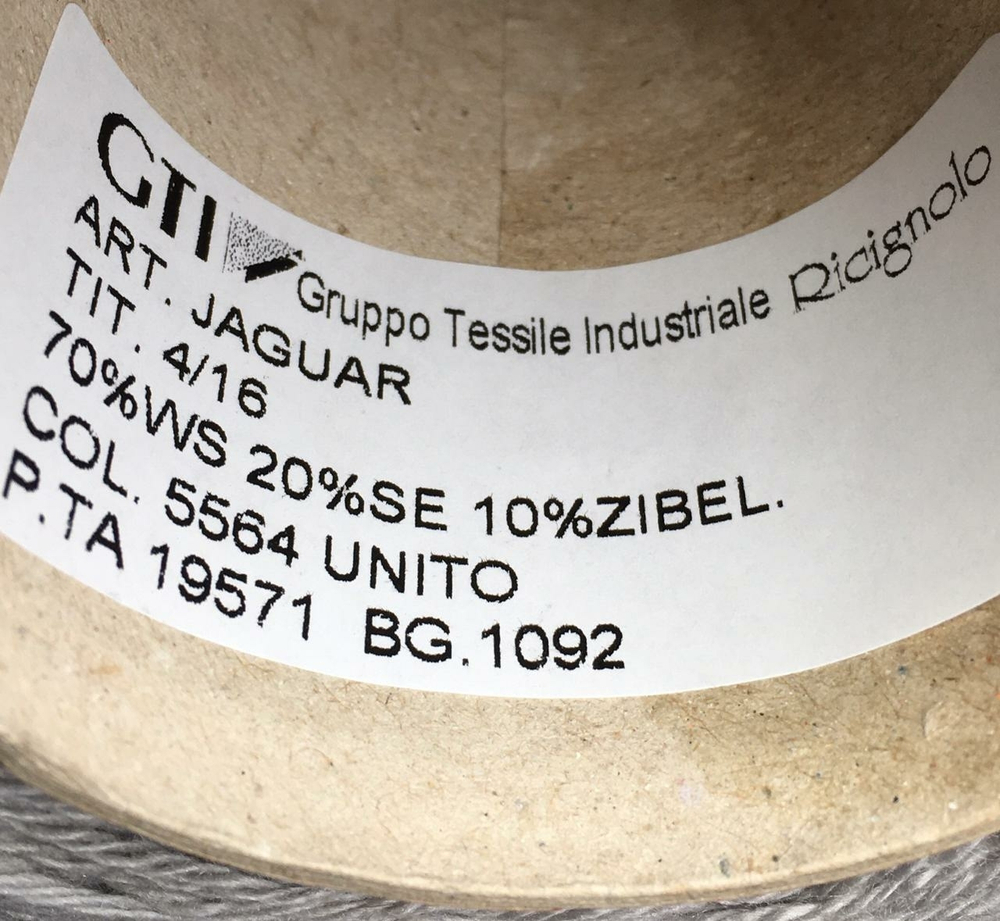 GTI Gruppo Tessile Industriale Ricignolo
ART. JAGUAR
TIT. 4/16
70%WS 20%SE 10%ZIBEL.
COL. 5564 UNITO
P.TA 19571 BG.1092